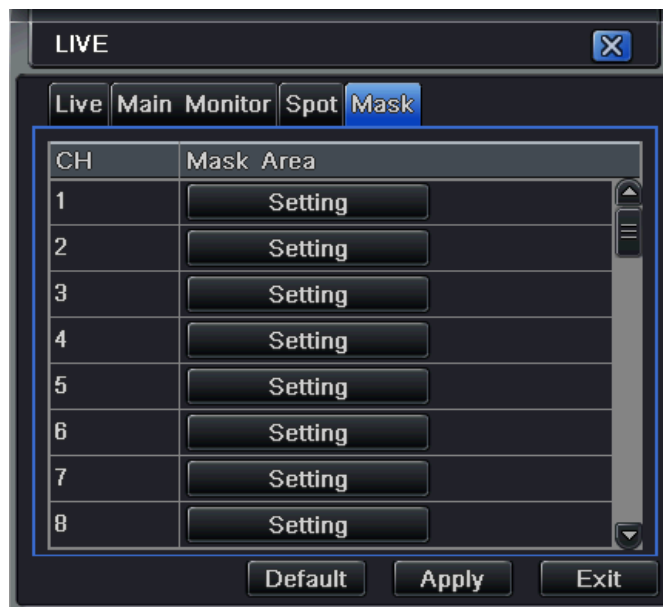 LIVE
Live Main Monitor Spot Mask
CH Mask Area
1 Setting
2 Setting
3 Setting
4 Setting
5 Setting
6 Setting
7 Setting
8 Setting
Default Apply Exit